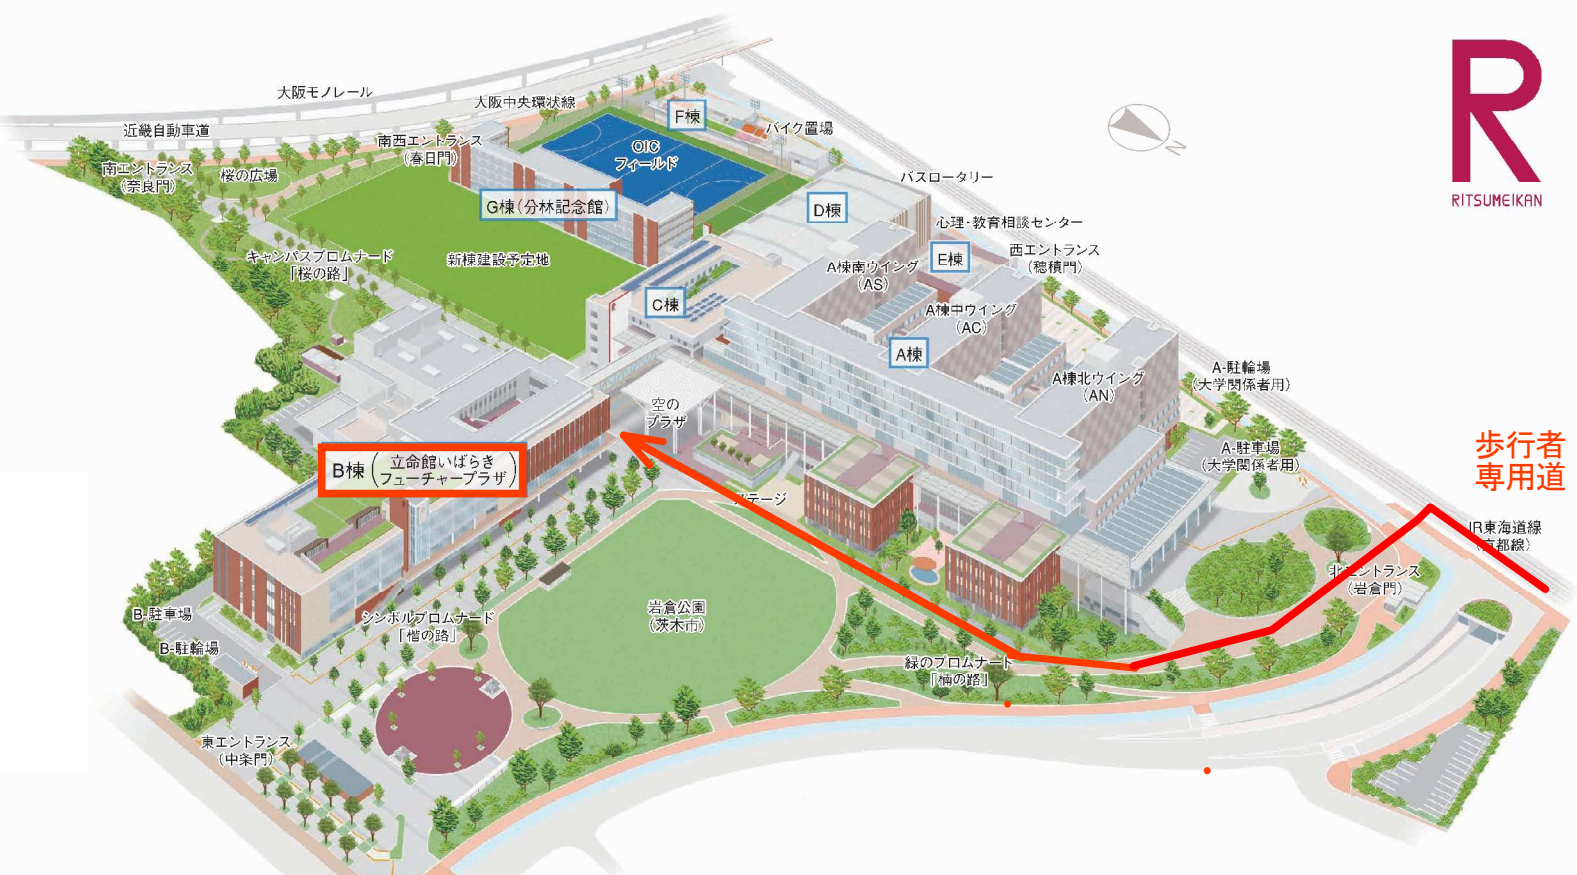 大阪モノレール
大阪中央環状線
近畿自動車道
南西エントランス
(春日門)
南エントランス
(奈良門)
桜の広場
F棟
バイク置場
OIC
フィールド
バスロータリー
R
RITSUMEIKAN
G棟(分林記念館)
D棟
心理・教育相談センター
E棟
西エントランス
(穂積門)
キャンパスプロムナード
「桜の路」
新棟建設予定地
A棟南ウイング
(AS)
C棟
A棟中ウイング
(AC)
A棟
A棟北ウイング
(AN)
A-駐輪場
(大学関係者用)
空の
プラザ
歩行者
専用道
A-駐車場
(大学関係者用)
B棟(立命館いばらき
フューチャープラザ)
ステージ
JR東海道線
(京都線)
北エントランス
(岩倉門)
岩倉公園
(茨木市)
シンボルプロムナード
「楷の路」
B-駐車場
B-駐輪場
緑のプロムナード
「楠の路」
東エントランス
(中条門)
N